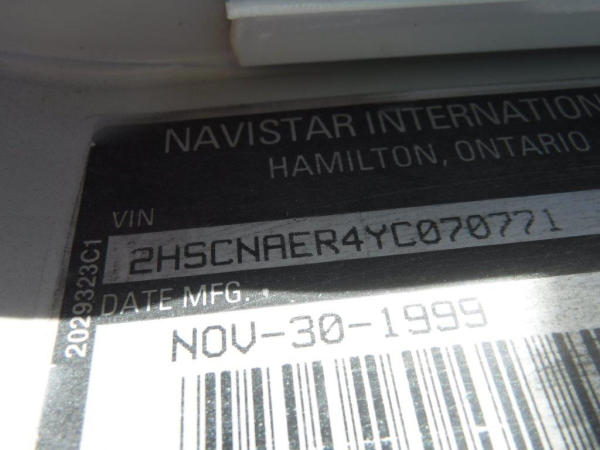 NAVISTAR INTERNATION
HAMILTON, ONTARIO
VIN
2HSCNAER4YC070771
DATE MFG.
NOV-30-1999
2029323C1